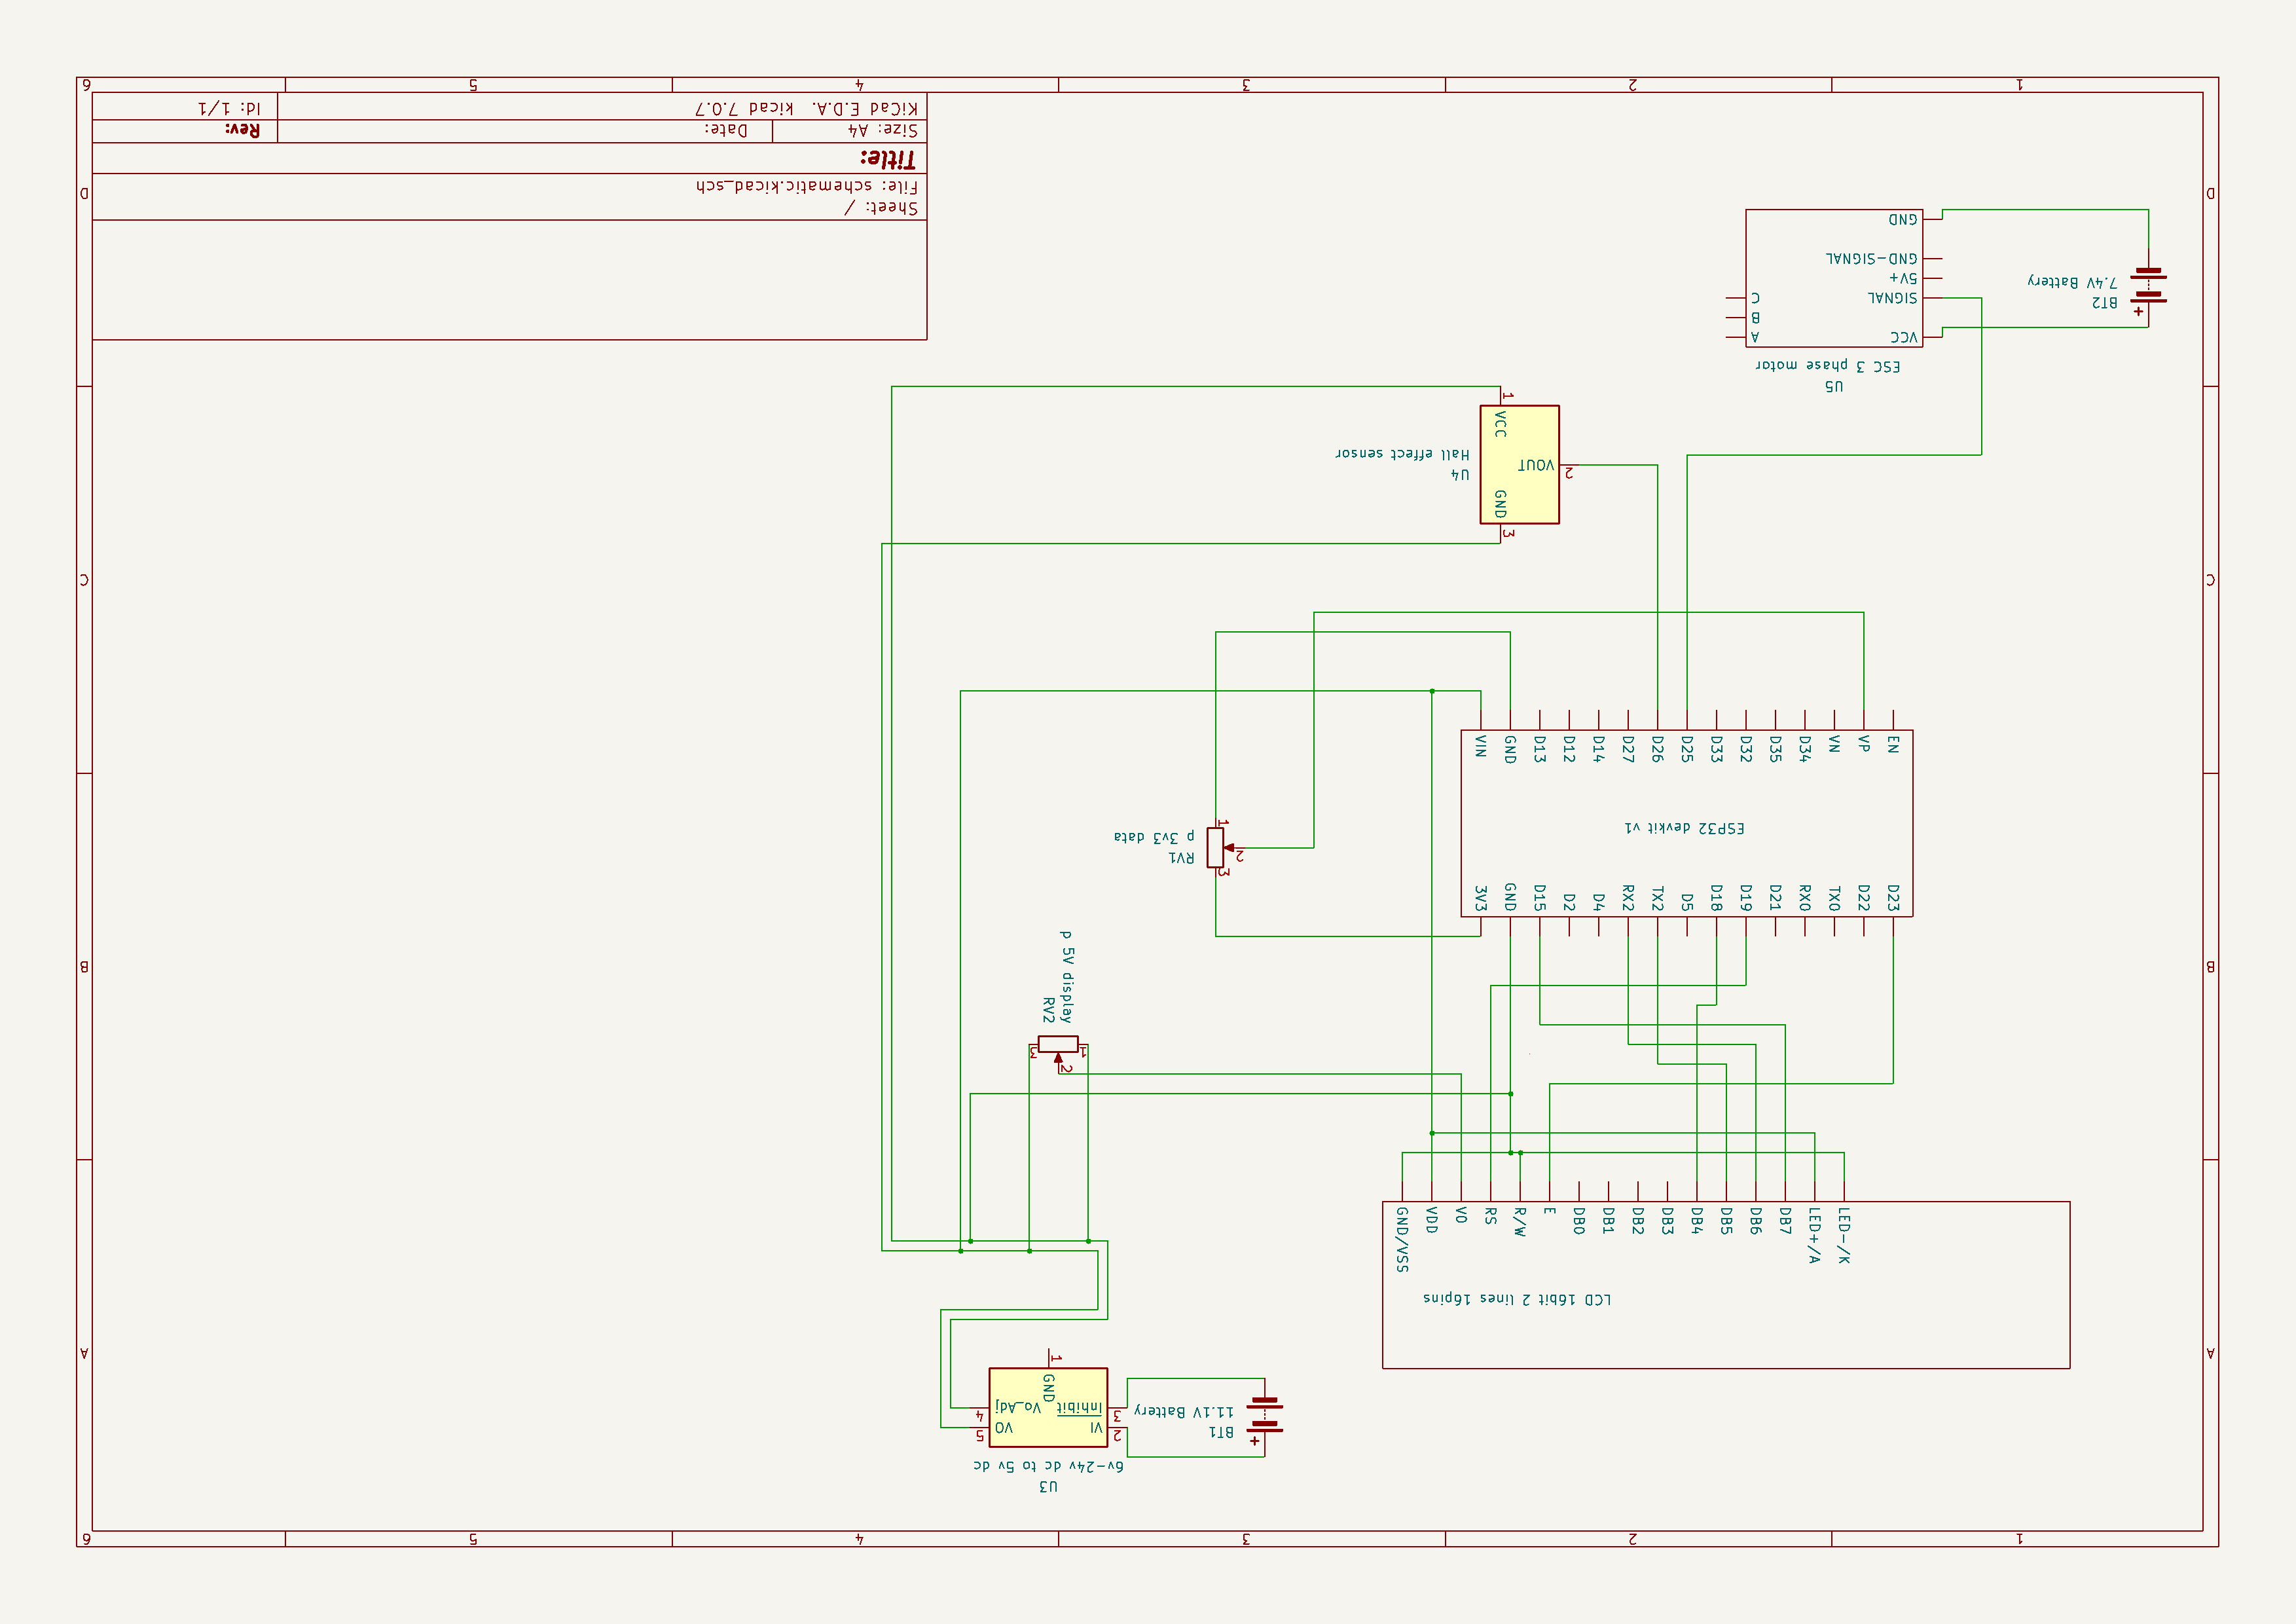 1
2
3
4
5
6
A
A
B
B
C
C
D
D
U3
6v-24v dc to 5v dc
VI
2
Inhibit
3
VO
5
Vo_Adj
4
GND
1
BT1
11.1V Battery
+
LCD 16bit 2 lines 16pins
LED-/K
LED+/A
DB7
DB6
DB5
DB4
DB3
DB2
DB1
DB0
E
R/W
RS
V0
VDD
GND/VSS
RV2
p 5V display
1
2
3
D23
D22
TX0
RX0
D21
D19
D18
D5
TX2
RX2
D4
D2
D15
GND
3V3
ESP32 devkit v1
EN
VP
VN
D34
D35
D32
D33
D25
D26
D27
D14
D12
D13
GND
VIN
RV1
p 3v3 data
3
2
1
U4
Hall effect sensor
GND
3
VOUT
2
VCC
1
U5
ESC 3 phase motor
VCC
SIGNAL
5V+
GND-SIGNAL
GND
A
B
C
BT2
7.4V Battery
+
Sheet: /
File: schematic.kicad_sch
Title:
Size: A4
Date:
Rev:
KiCad E.D.A.  kicad 7.0.7
Id: 1/1
1
2
3
4
5
6